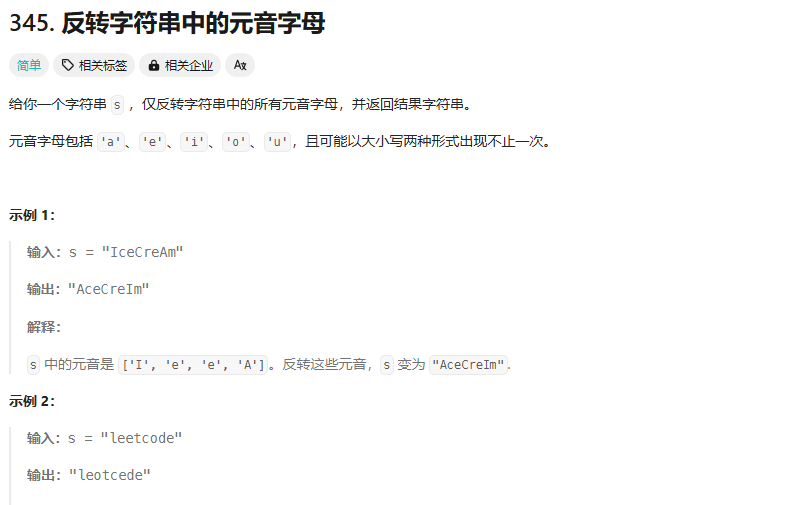 345. 反转字符串中的元音字母
简单 相关标签 相关企业 Aⱬ
给你一个字符串 s ，仅反转字符串中的所有元音字母，并返回结果字符串。
元音字母包括 'a'、'e'、'i'、'o'、'u'，且可能以大小写两种形式出现不止一次。
示例 1：
输入：s = "IceCreAm"
输出："AceCreIm"
解释：
s 中的元音是 ['I', 'e', 'e', 'A']。反转这些元音，s 变为 "AceCreIm".
示例 2：
输入：s = "leetcode"
输出："leotcede"